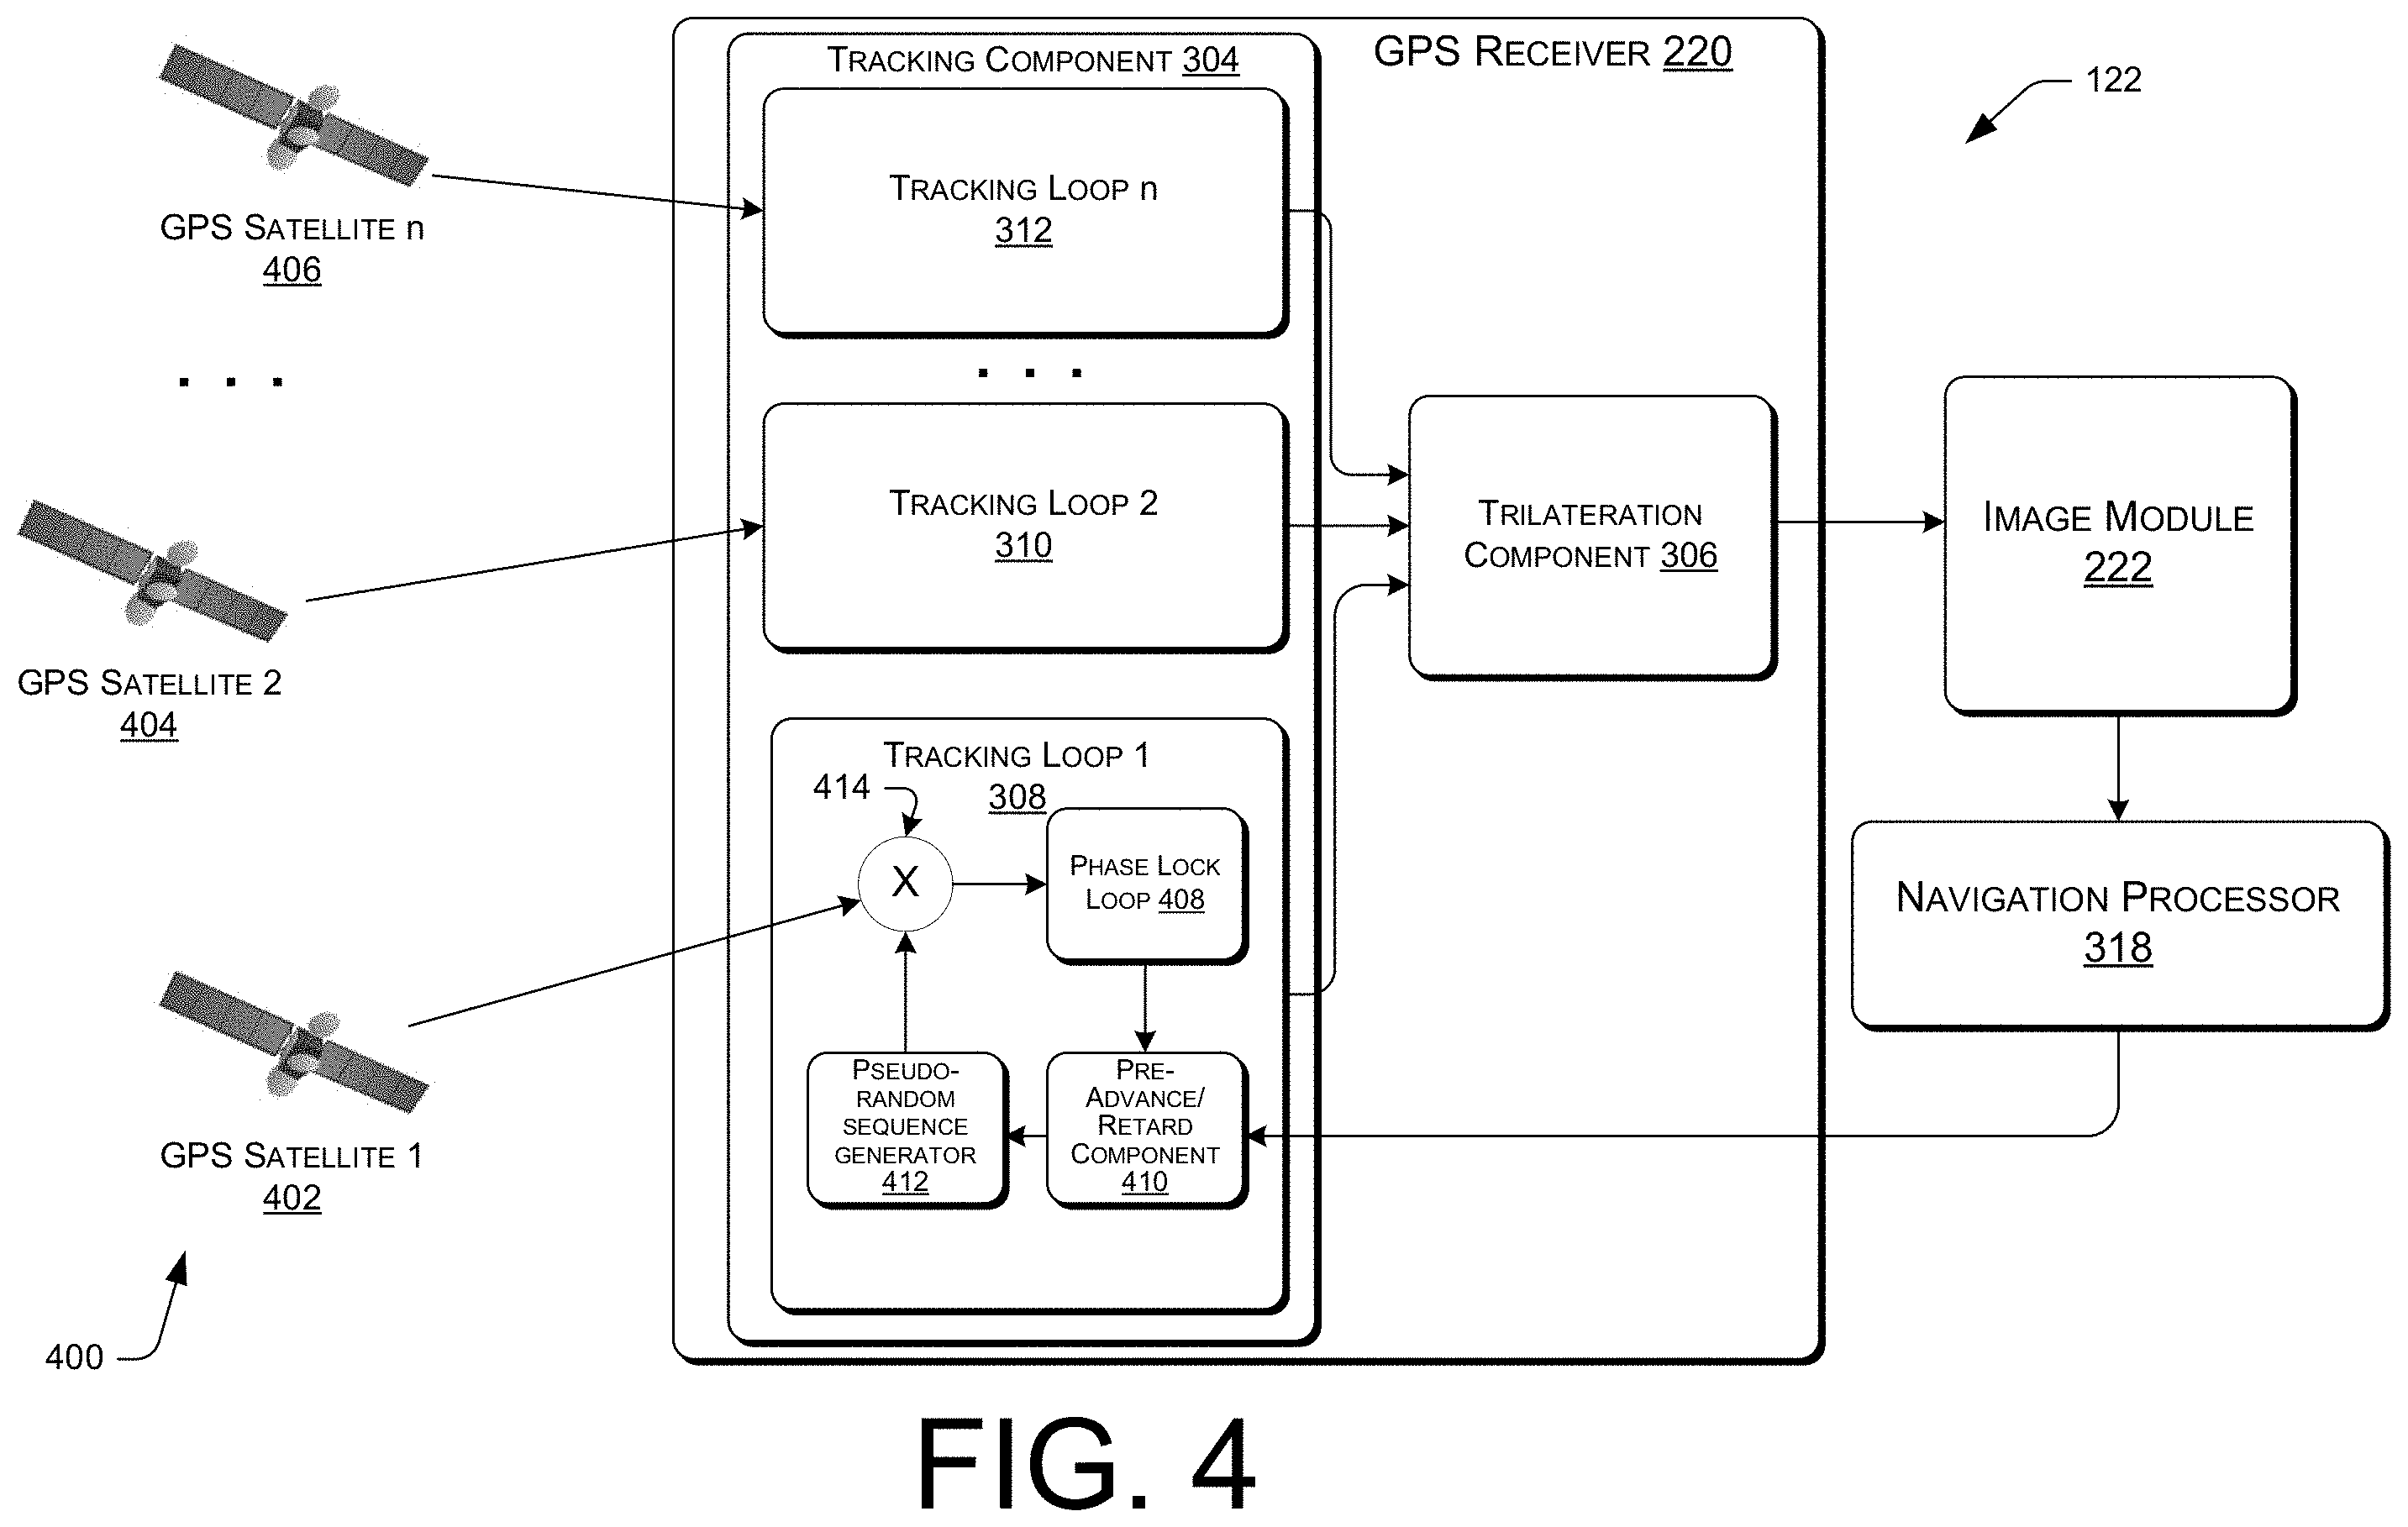 TRACKING COMPONENT 304
GPS RECEIVER 220
122
TRACKING LOOP n
312
GPS SATELLITE n
406
. . .
. . .
TRACKING LOOP 2
310
TRILATERATION
COMPONENT 306
IMAGE MODULE
222
GPS SATELLITE 2
404
TRACKING LOOP 1
308
414
X
PHASE LOCK
LOOP 408
NAVIGATION PROCESSOR
318
PSEUDO-
RANDOM
SEQUENCE
GENERATOR
412
PRE-
ADVANCE/
RETARD
COMPONENT
410
GPS SATELLITE 1
402
400
FIG. 4